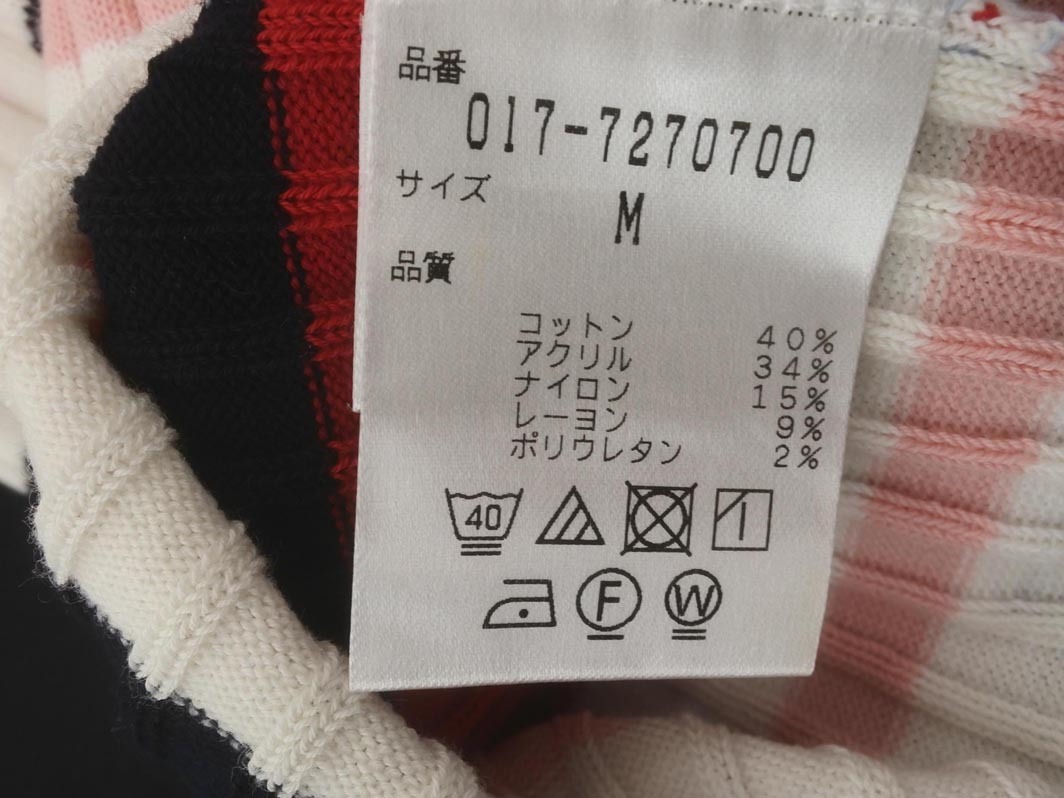 品番
017-7270700
サイズ
M
品質
コットン 40%
アクリル 34%
ナイロン 15%
レーヨン 9%
ポリウレタン 2%
40
F
W